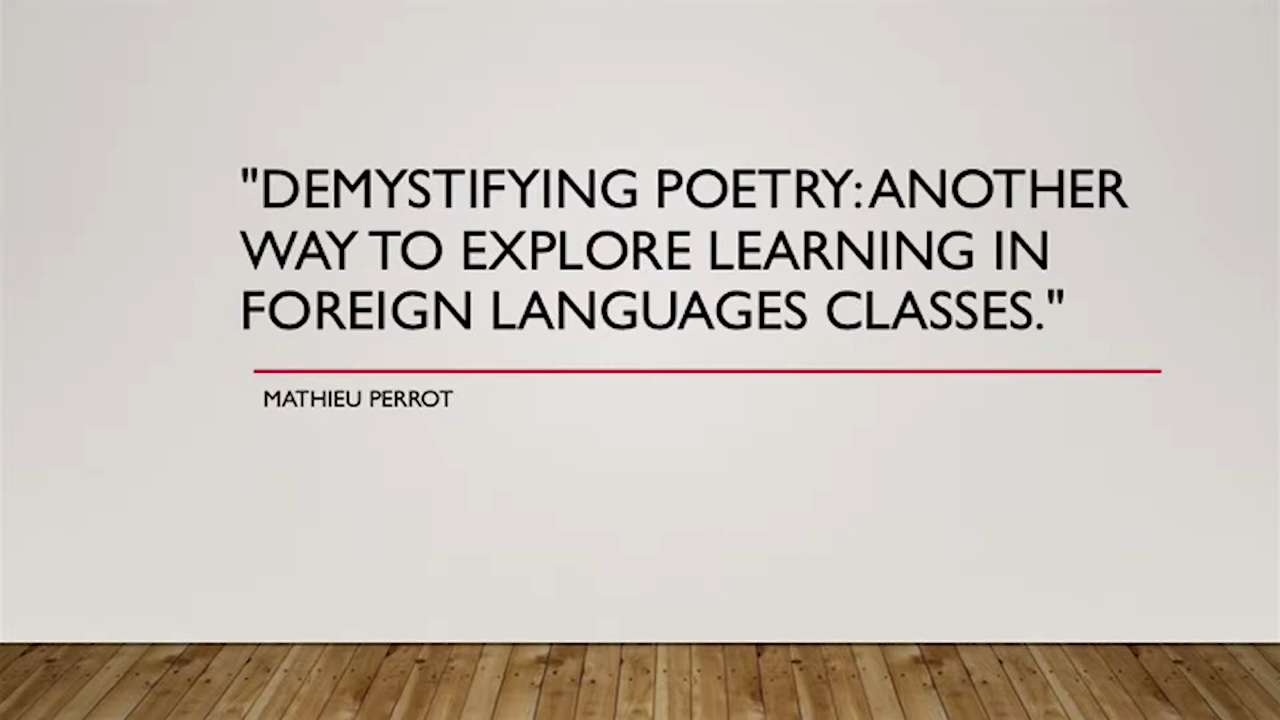 "DEMYSTIFYING POETRY: ANOTHER
WAY TO EXPLORE LEARNING IN
FOREIGN LANGUAGES CLASSES."
MATHIEU PERROT